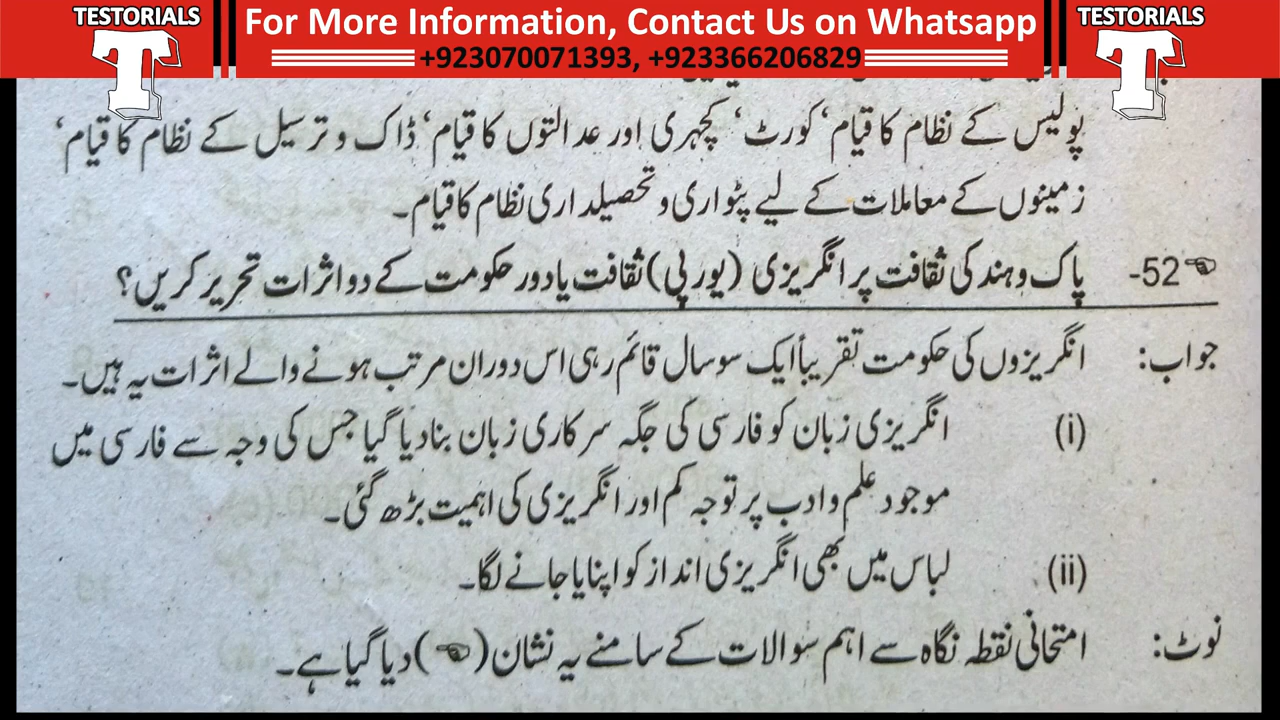 TESTORIALS
For More Information, Contact Us on Whatsapp
TESTORIALS
+923070071393, +923366206829
پولیس کے نظام کا قیام‘ کورٹ‘ کچہری اور عدالتوں کا قیام‘ ڈاک و ترسیل کے نظام کا قیام‘
زمینوں کے معاملات کے لیے پٹواری و تحصیلداری نظام کا قیام۔
52- پاک و ہند کی ثقافت پر انگریزی (یورپی) ثقافت یا دور حکومت کے دو اثرات تحریر کریں؟
جواب: انگریزوں کی حکومت تقریباً ایک سو سال قائم رہی اس دوران مرتب ہونے والے اثرات یہ ہیں۔
(i) انگریزی زبان کو فارسی کی جگہ سرکاری زبان بنا دیا گیا جس کی وجہ سے فارسی میں
موجود علم و ادب پر توجہ کم اور انگریزی کی اہمیت بڑھ گئی۔
(ii) لباس میں بھی انگریزی انداز کو اپنایا جانے لگا۔
نوٹ: امتحانی نقطہ نگاہ سے اہم سوالات کے سامنے یہ نشان (☜) دیا گیا ہے۔